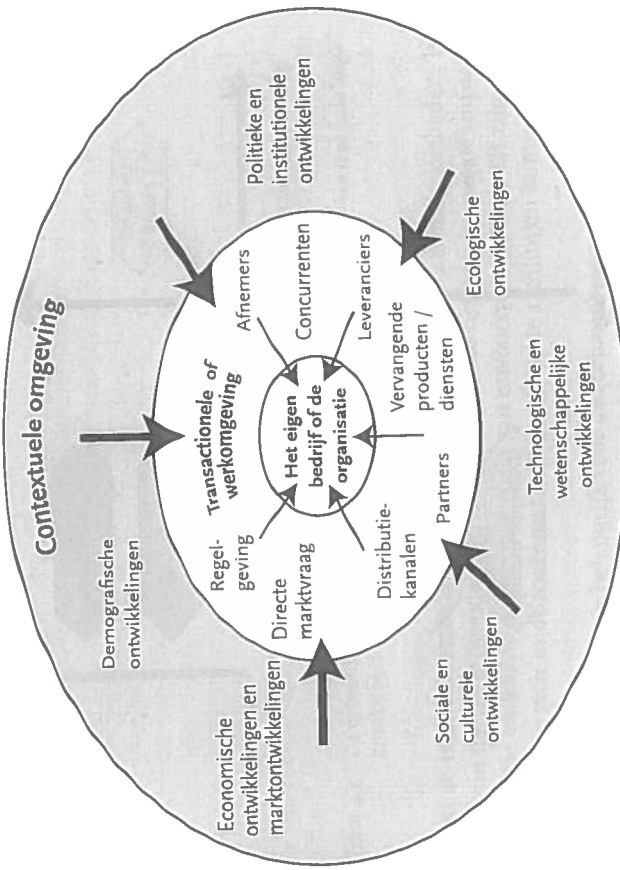 Contextuele omgeving
Demografische
ontwikkelingen
Economische
ontwikkelingen en
marktontwikkelingen
Politieke en
institutionele
ontwikkelingen
Transactionele of
werkomgeving
Regel-
geving
Directe
marktvraag
Afnemers
Concurrenten
Leveranciers
Het eigen
bedrijf of de
organisatie
Vervangende
producten /
diensten
Distributie-
kanalen
Partners
Ecologische
ontwikkelingen
Sociale en
culturele
ontwikkelingen
Technologische en
wetenschappelijke
ontwikkelingen